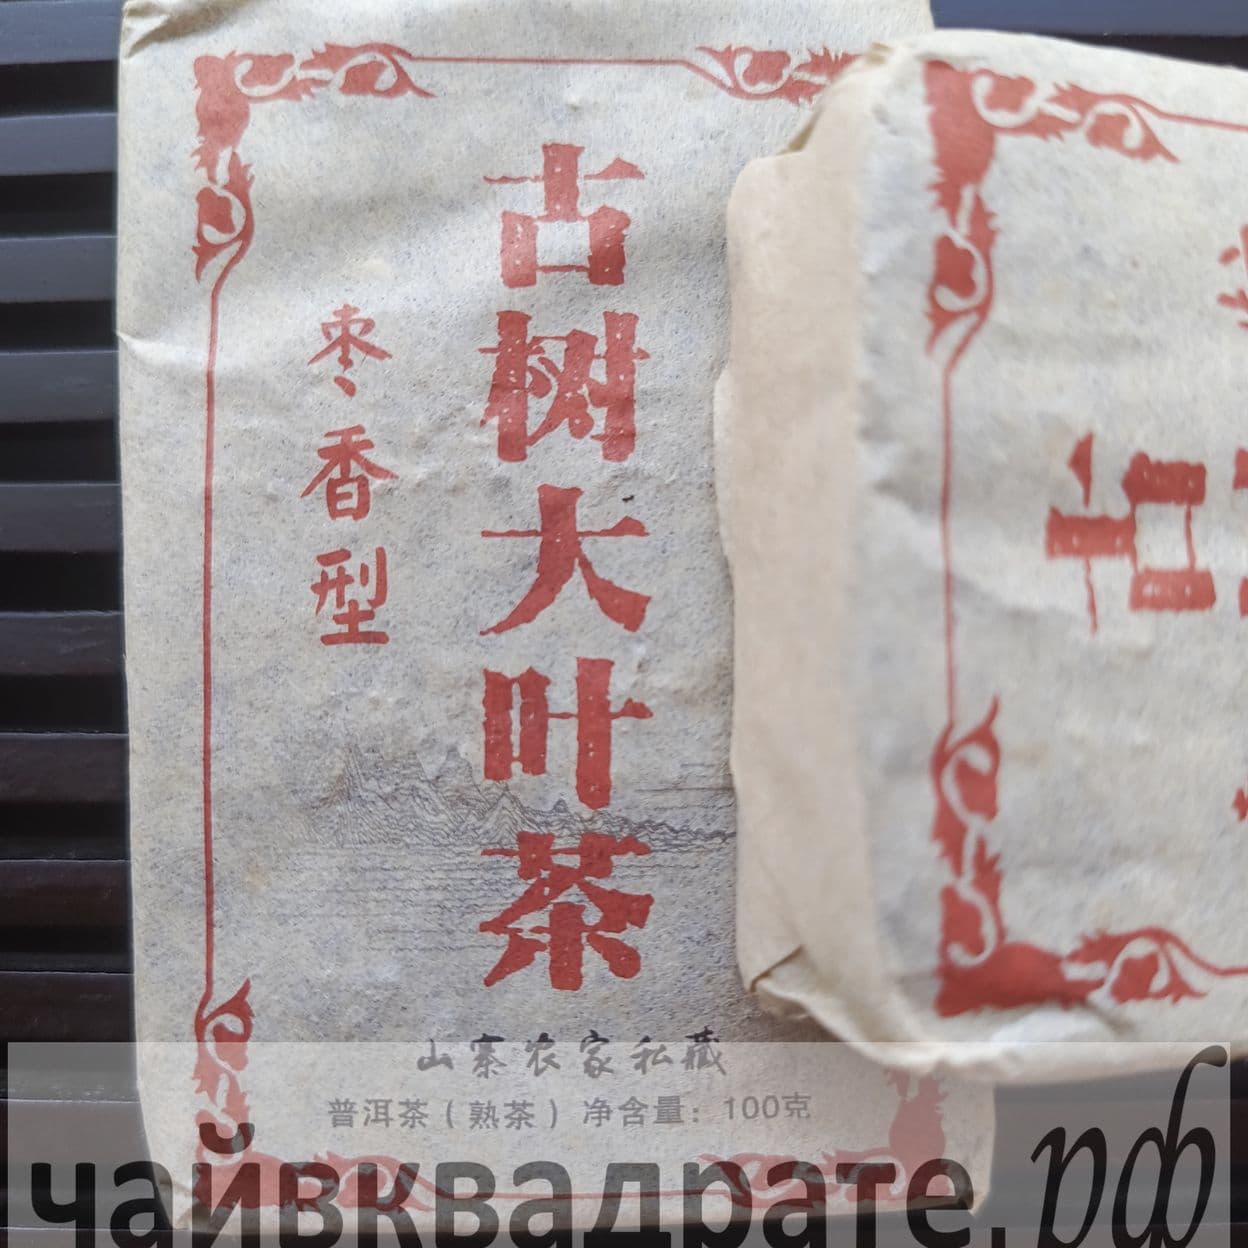 古树大叶茶
枣香型
山寨农家私藏
普洱茶（熟茶）净含量：100克
古
чайвквадрате.рф